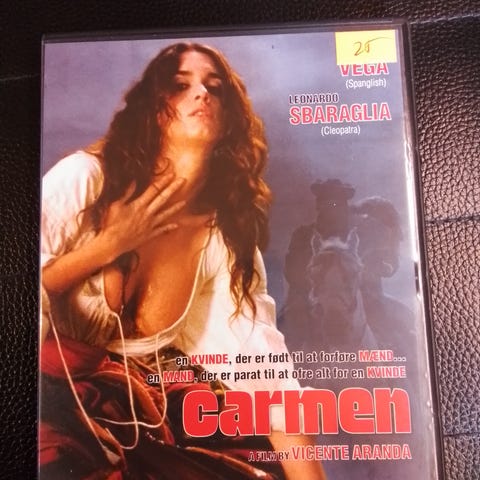 25
VEGA
(Spanglish)
LEONARDO
SBARAGLIA
(Cleopatra)
en KVINDE, der er født til at forføre MÆND...
en MAND, der er parat til at ofre alt for en KVINDE
carmen
A FILM BY VICENTE ARANDA